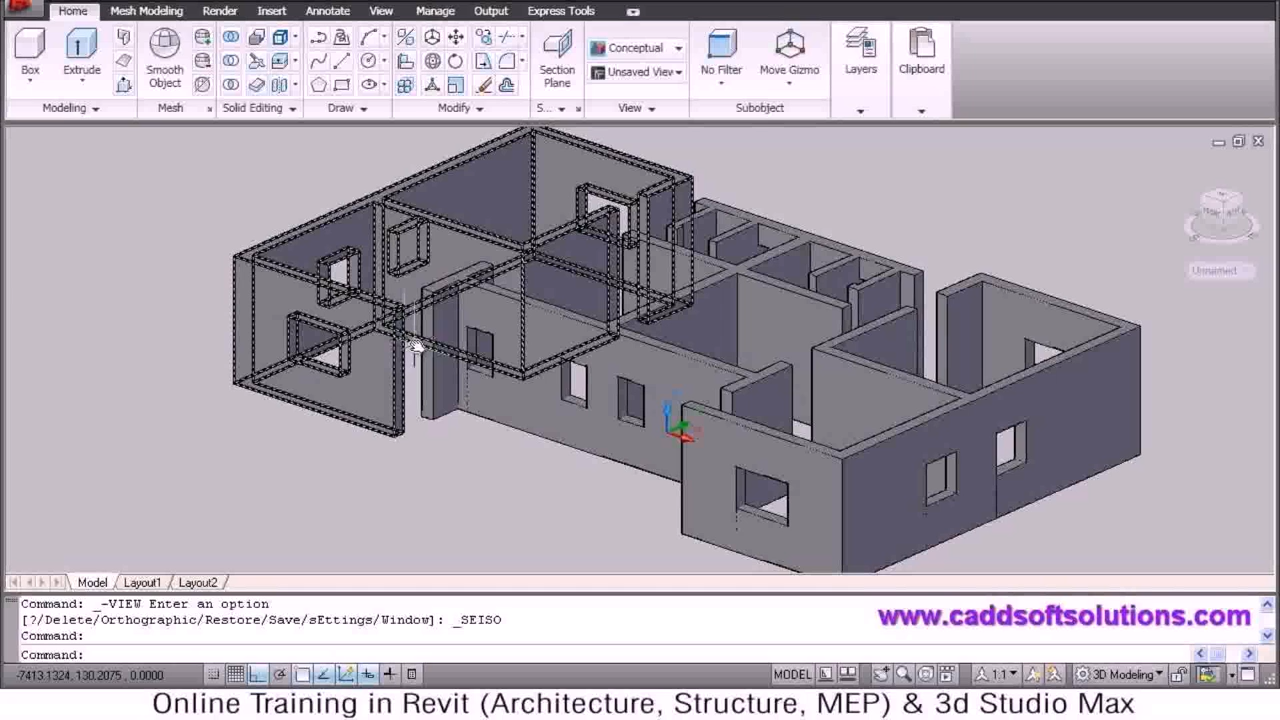 Home Mesh Modeling Render Insert Annotate View Manage Output Express Tools
Box Extrude Smooth Object Section Plane Conceptual Unsaved View No Filter Move Gizmo Layers Clipboard
Modeling Mesh Solid Editing Draw Modify S... View Subobject
Unnamed
Model Layout1 Layout2
Command: _-VIEW Enter an option
[?/Delete/Orthographic/Restore/Save/sEttings/Window]: _SEISO
Command:
Command:
www.caddsoftsolutions.com
-7413.1324, 130.2075, 0.0000 MODEL 1:1 3D Modeling
Online Training in Revit (Architecture, Structure, MEP) & 3d Studio Max